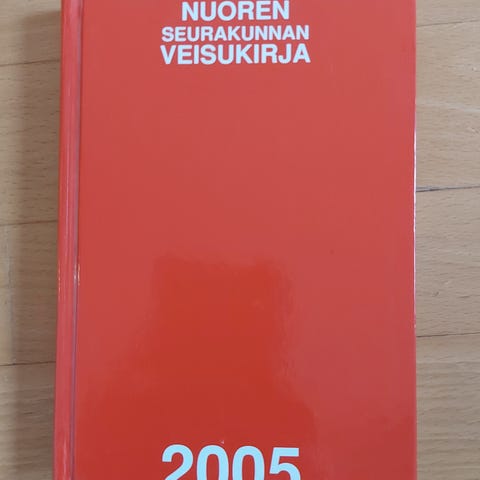 NUOREN
SEURAKUNNAN
VEISUKIRJA
2005